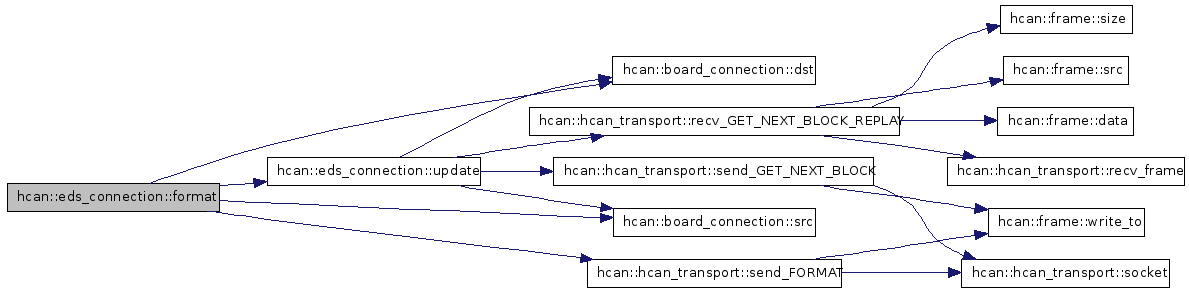 hcan::frame::size
hcan::board_connection::dst
hcan::frame::src
hcan::hcan_transport::recv_GET_NEXT_BLOCK_REPLAY
hcan::frame::data
hcan::eds_connection::update
hcan::hcan_transport::send_GET_NEXT_BLOCK
hcan::hcan_transport::recv_frame
hcan::eds_connection::format
hcan::board_connection::src
hcan::frame::write_to
hcan::hcan_transport::send_FORMAT
hcan::hcan_transport::socket